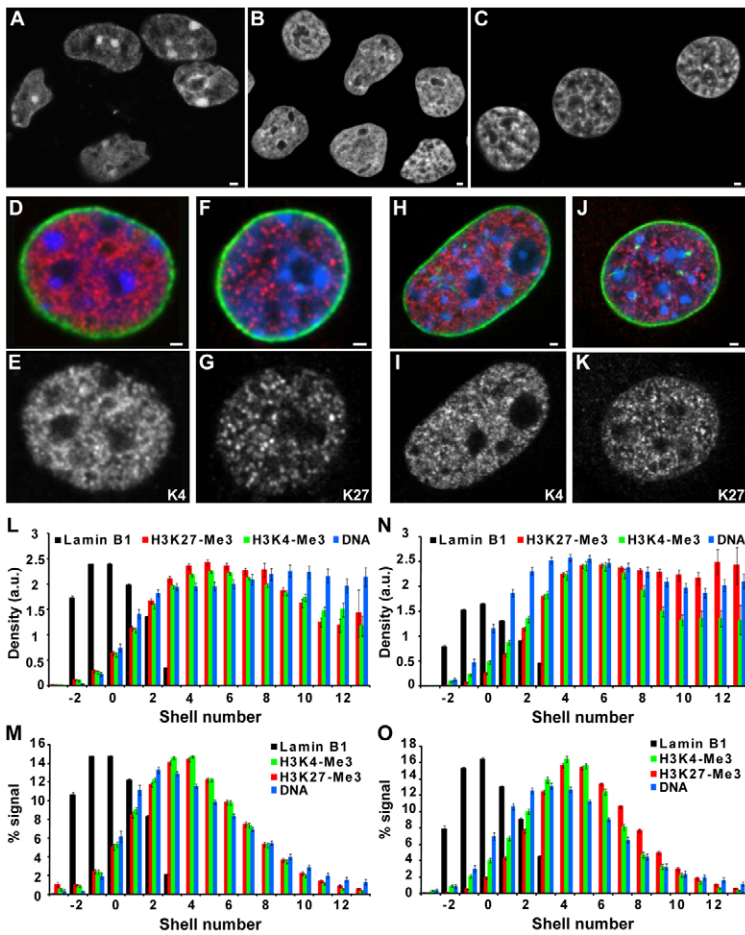 A B C
D F H J
E G I K
K4 K27 K4 K27
L N
Lamin B1 H3K27-Me3 H3K4-Me3 DNA
Density (a.u.)
3
2.5
2
1.5
1
0.5
0
-2 0 2 4 6 8 10 12
Shell number
Lamin B1 H3K27-Me3 H3K4-Me3 DNA
Density (a.u.)
3
2.5
2
1.5
1
0.5
0
-2 0 2 4 6 8 10 12
Shell number
M O
Lamin B1
H3K4-Me3
H3K27-Me3
DNA
% signal
16
14
12
10
8
6
4
2
0
-2 0 2 4 6 8 10 12
Shell number
Lamin B1
H3K4-Me3
H3K27-Me3
DNA
% signal
18
16
14
12
10
8
6
4
2
0
-2 0 2 4 6 8 10 12
Shell number